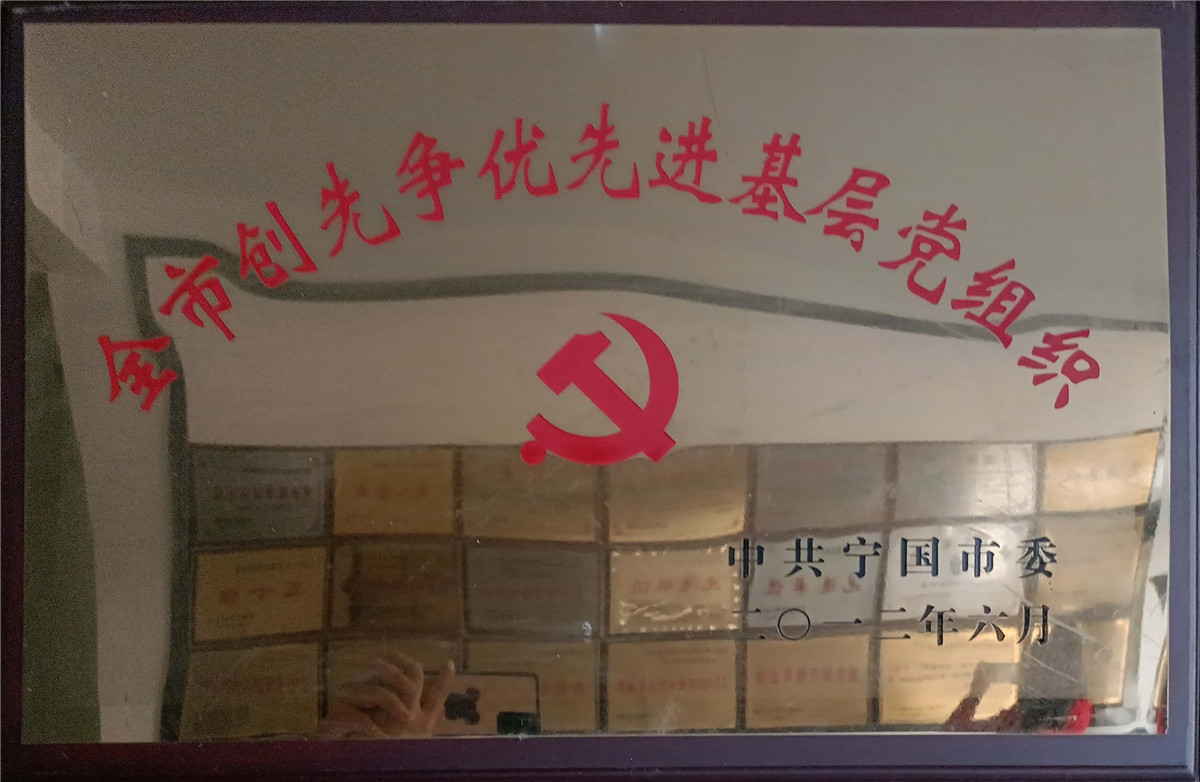 全市创先争优先进基层党组织
中共宁国市委
二〇一二年六月